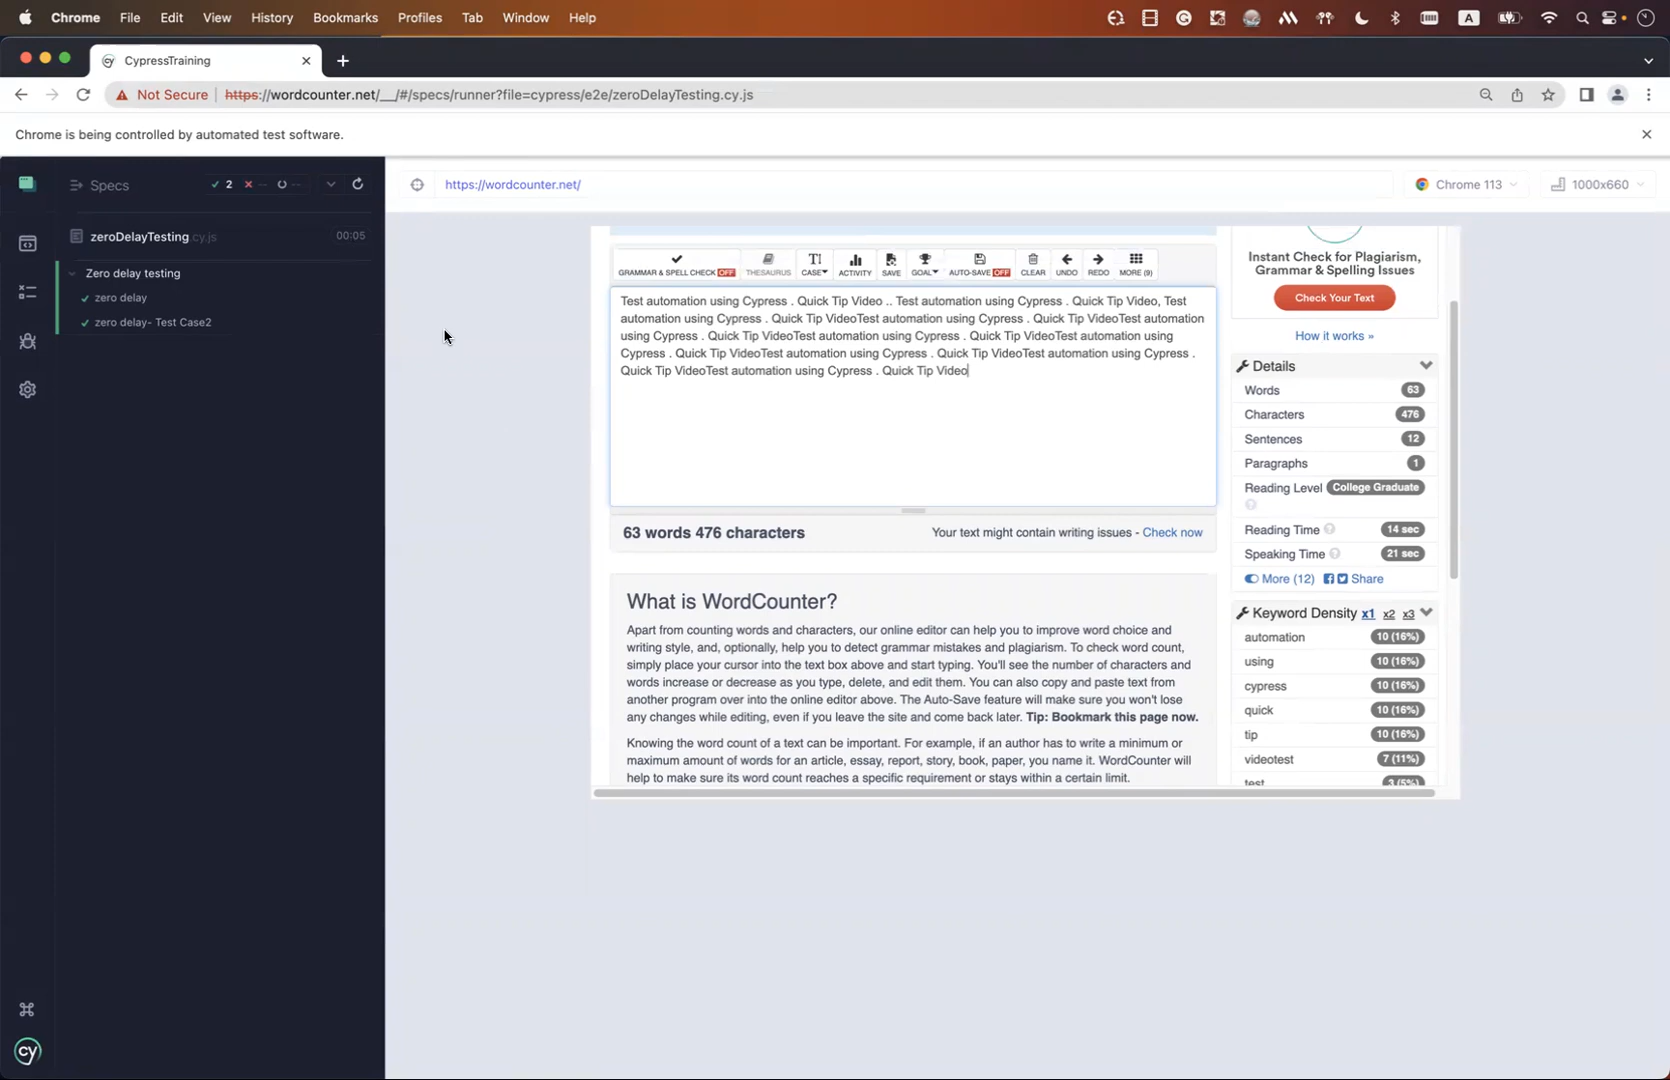 Chrome File Edit View History Bookmarks Profiles Tab Window Help A
CypressTraining
Not Secure https://wordcounter.net/__/#/specs/runner?file=cypress/e2e/zeroDelayTesting.cy.js
Chrome is being controlled by automated test software.
Specs 2 -- --
https://wordcounter.net/
Chrome 113
1000x660
zeroDelayTesting.cy.js 00:05
Zero delay testing
zero delay
zero delay- Test Case2
GRAMMAR & SPELL CHECK OFF THESAURUS CASE ACTIVITY SAVE GOAL AUTO-SAVE OFF CLEAR UNDO REDO MORE (9)
Test automation using Cypress . Quick Tip Video .. Test automation using Cypress . Quick Tip Video, Test
automation using Cypress . Quick Tip VideoTest automation using Cypress . Quick Tip VideoTest automation
using Cypress . Quick Tip VideoTest automation using Cypress . Quick Tip VideoTest automation using
Cypress . Quick Tip VideoTest automation using Cypress . Quick Tip VideoTest automation using Cypress .
Quick Tip VideoTest automation using Cypress . Quick Tip Video
63 words 476 characters
Your text might contain writing issues - Check now
What is WordCounter?
Apart from counting words and characters, our online editor can help you to improve word choice and
writing style, and, optionally, help you to detect grammar mistakes and plagiarism. To check word count,
simply place your cursor into the text box above and start typing. You'll see the number of characters and
words increase or decrease as you type, delete, and edit them. You can also copy and paste text from
another program over into the online editor above. The Auto-Save feature will make sure you won't lose
any changes while editing, even if you leave the site and come back later. Tip: Bookmark this page now.
Knowing the word count of a text can be important. For example, if an author has to write a minimum or
maximum amount of words for an article, essay, report, story, book, paper, you name it. WordCounter will
help to make sure its word count reaches a specific requirement or stays within a certain limit.
Instant Check for Plagiarism,
Grammar & Spelling Issues
Check Your Text
How it works »
Details
Words 63
Characters 476
Sentences 12
Paragraphs 1
Reading Level College Graduate
Reading Time 14 sec
Speaking Time 21 sec
More (12) Share
Keyword Density x1 x2 x3
automation 10 (16%)
using 10 (16%)
cypress 10 (16%)
quick 10 (16%)
tip 10 (16%)
videotest 7 (11%)
test 3 (5%)
cy